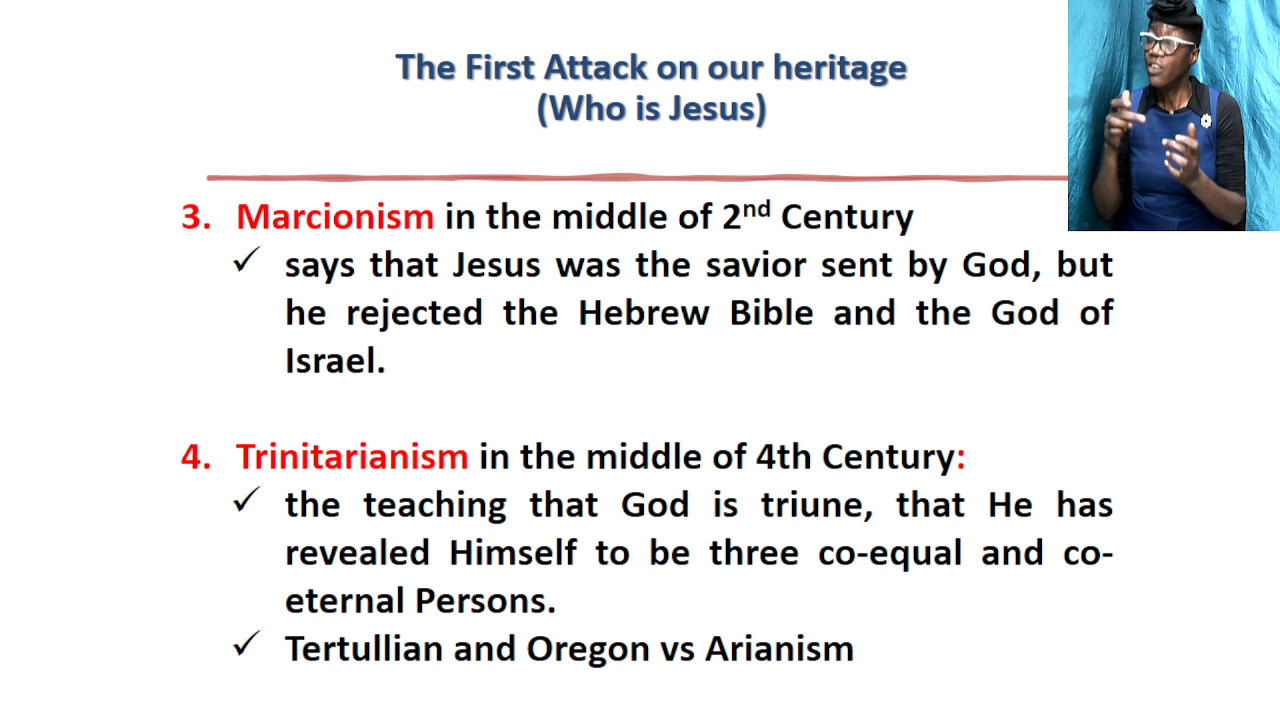 The First Attack on our heritage
(Who is Jesus)
3. Marcionism in the middle of 2nd Century
✓ says that Jesus was the savior sent by God, but
he rejected the Hebrew Bible and the God of
Israel.
4. Trinitarianism in the middle of 4th Century:
✓ the teaching that God is triune, that He has
revealed Himself to be three co-equal and co-
eternal Persons.
✓ Tertullian and Oregon vs Arianism